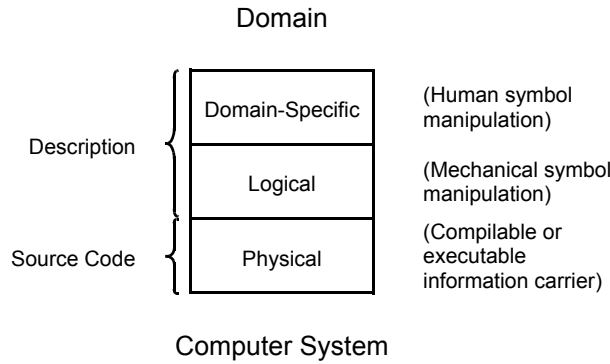 Domain
Domain-Specific
(Human symbol
manipulation)
Description
Logical
(Mechanical symbol
manipulation)
Source Code
Physical
(Compilable or
executable
information carrier)
Computer System